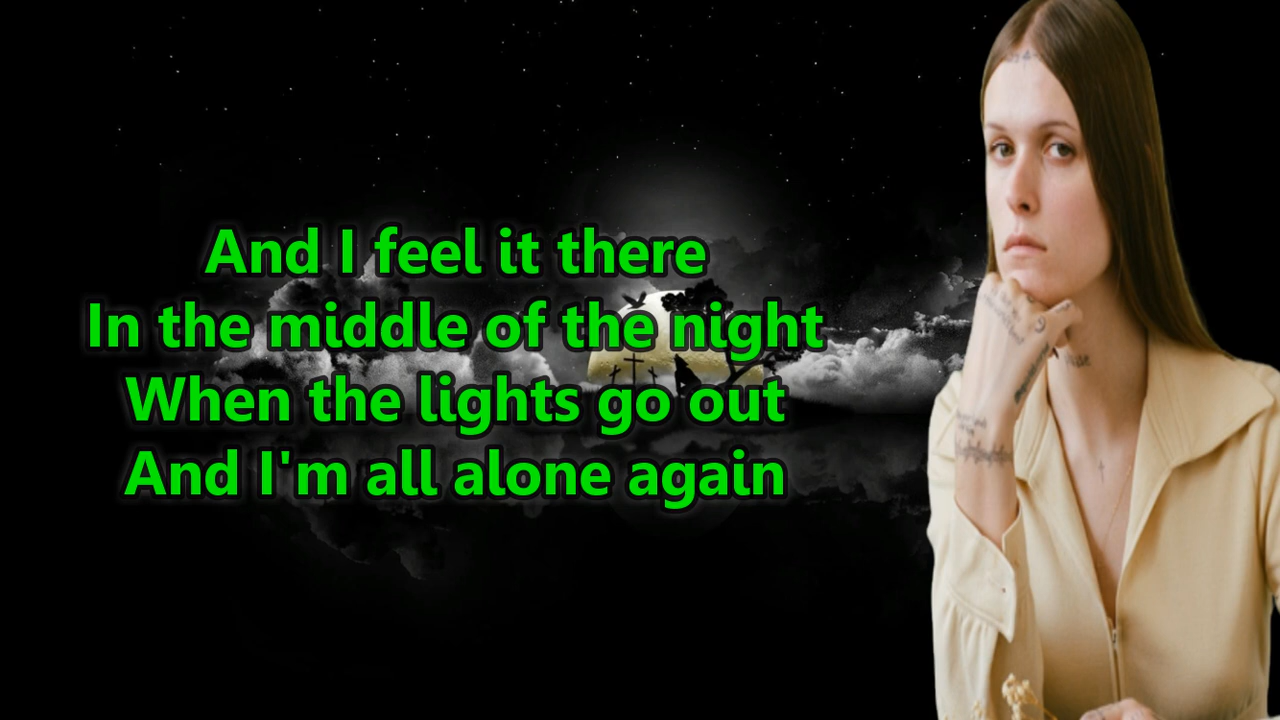 And I feel it there
In the middle of the night
When the lights go out
And I'm all alone again